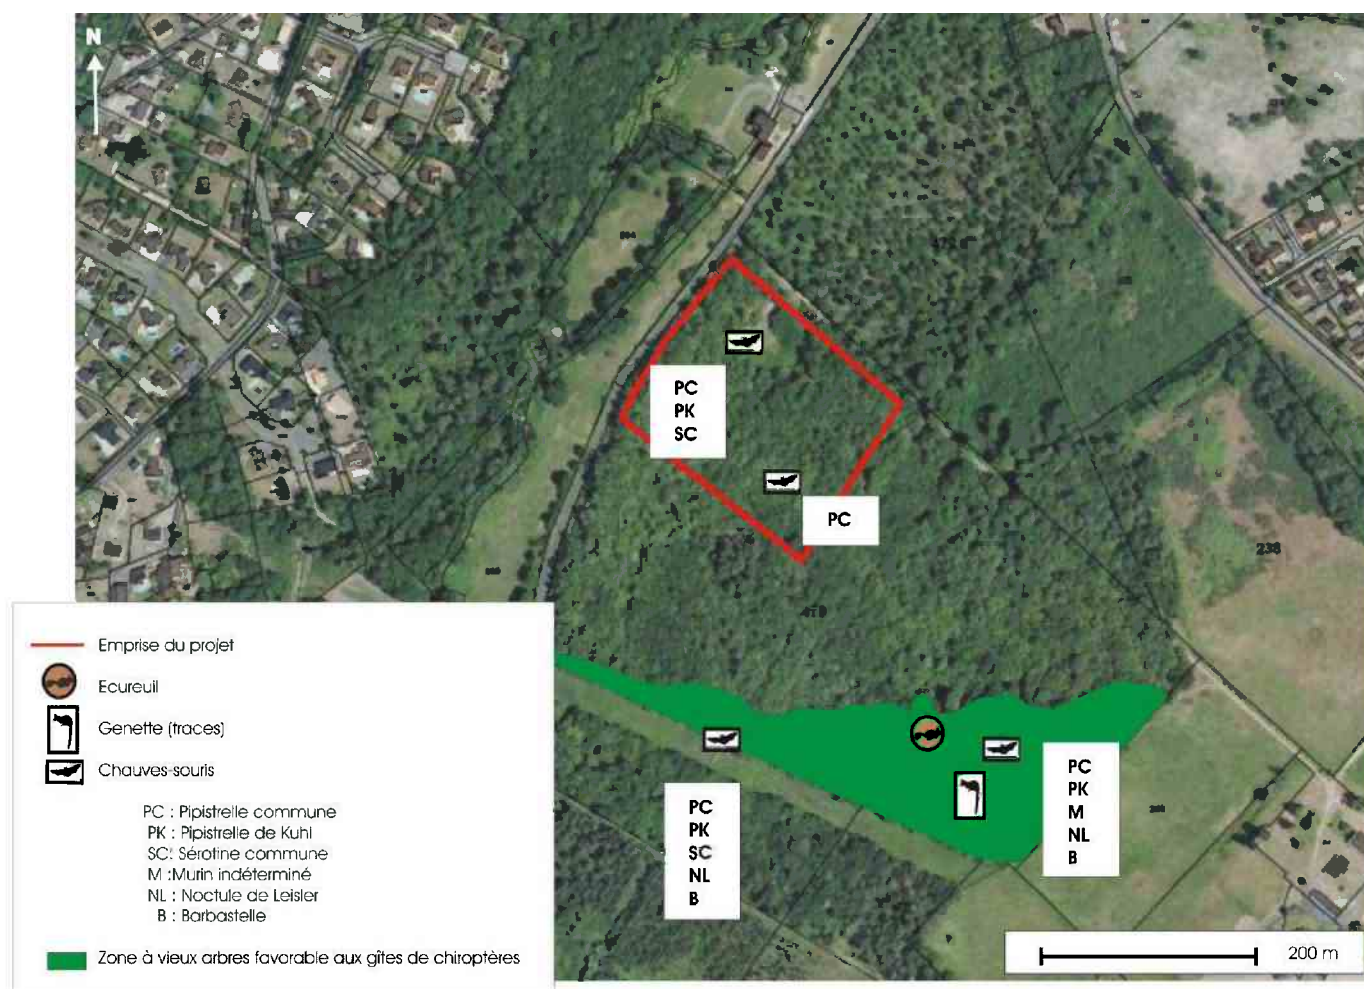 N
PC
PK
SC
PC
238
Emprise du projet
Ecureuil
Genette (traces)
Chauves-souris
PC : Pipistrelle commune
PK : Pipistrelle de Kuhl
SC : Sérotine commune
M :Murin indéterminé
NL : Noctule de Leisler
B : Barbastelle
Zone à vieux arbres favorable aux gîtes de chiroptères
PC
PK
SC
NL
B
PC
PK
M
NL
B
200 m